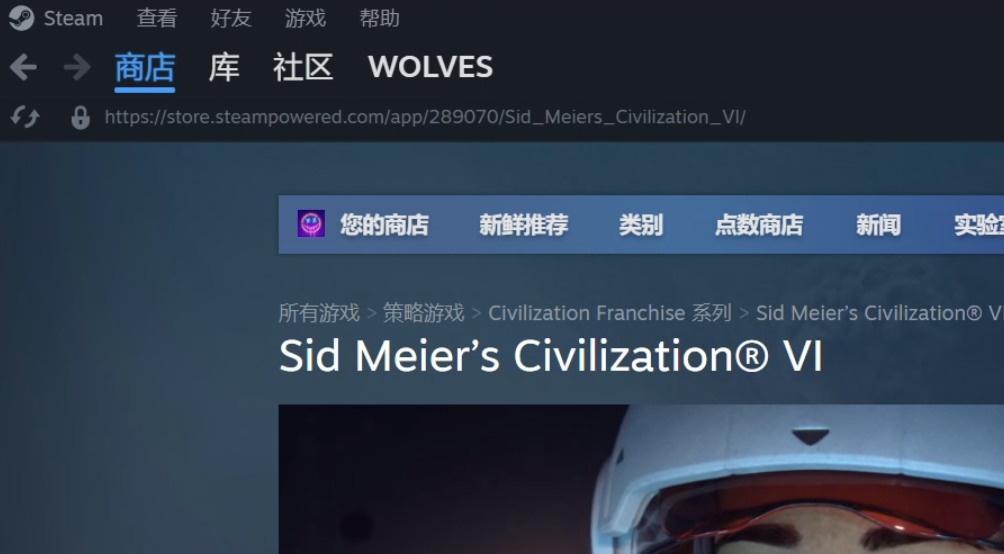 Steam 查看 好友 游戏 帮助
商店 库 社区 WOLVES
https://store.steampowered.com/app/289070/Sid_Meiers_Civilization_VI/
您的商店 新鲜推荐 类别 点数商店 新闻 实验
所有游戏 > 策略游戏 > Civilization Franchise 系列 > Sid Meier's Civilization® VI
Sid Meier’s Civilization® VI